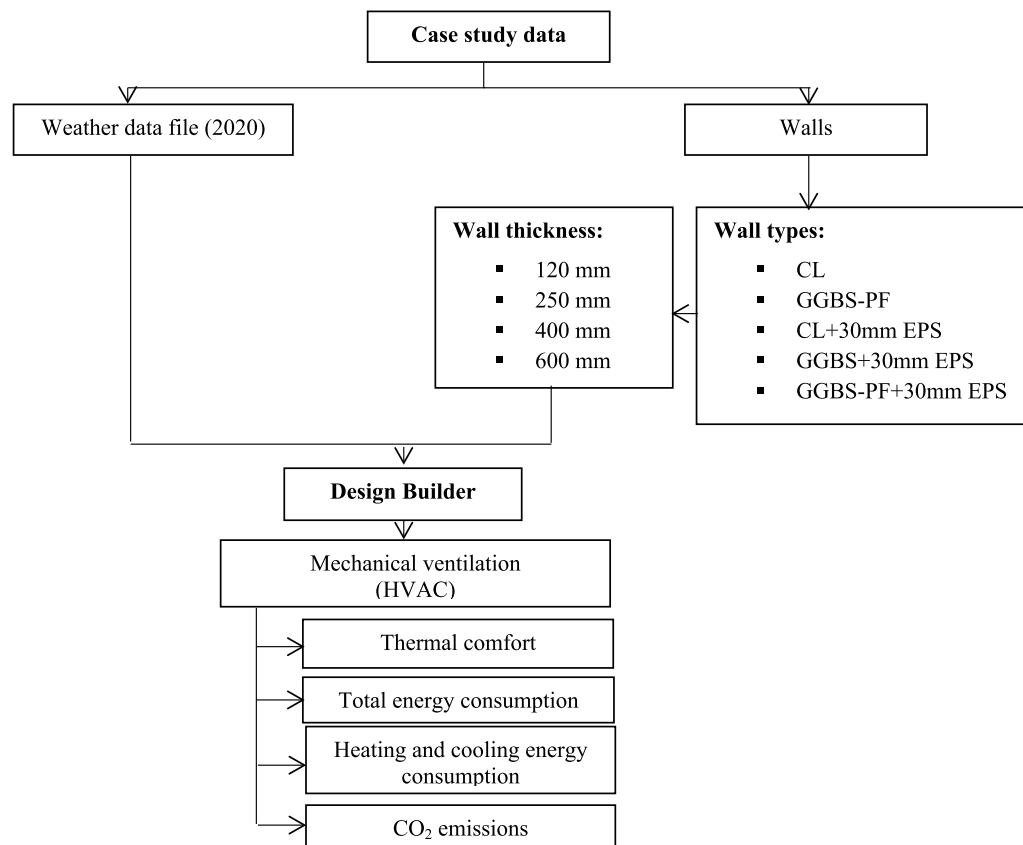 Case study data
Weather data file (2020)
Walls
Wall thickness:
▪ 120 mm
▪ 250 mm
▪ 400 mm
▪ 600 mm
Wall types:
▪ CL
▪ GGBS-PF
▪ CL+30mm EPS
▪ GGBS+30mm EPS
▪ GGBS-PF+30mm EPS
Design Builder
Mechanical ventilation
(HVAC)
Thermal comfort
Total energy consumption
Heating and cooling energy
consumption
CO₂ emissions